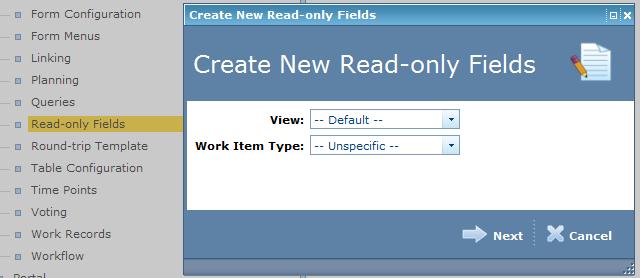 Form Configuration
Form Menus
Linking
Planning
Queries
Read-only Fields
Round-trip Template
Table Configuration
Time Points
Voting
Work Records
Workflow
Portal
Create New Read-only Fields
Create New Read-only Fields
View: -- Default --
Work Item Type: -- Unspecific --
Next Cancel